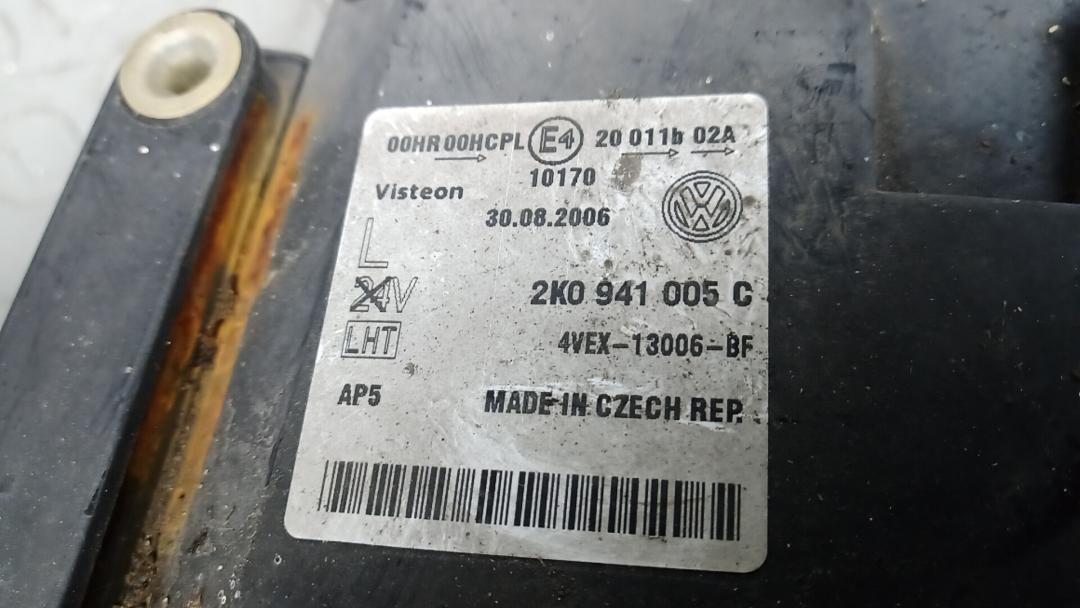 00HR 00HCPL E4 20 011b 02A
10170
Visteon
30.08.2006
L
24V
2K0 941 005 C
LHT
4VEX-13006-BF
AP5
MADE IN CZECH REP.